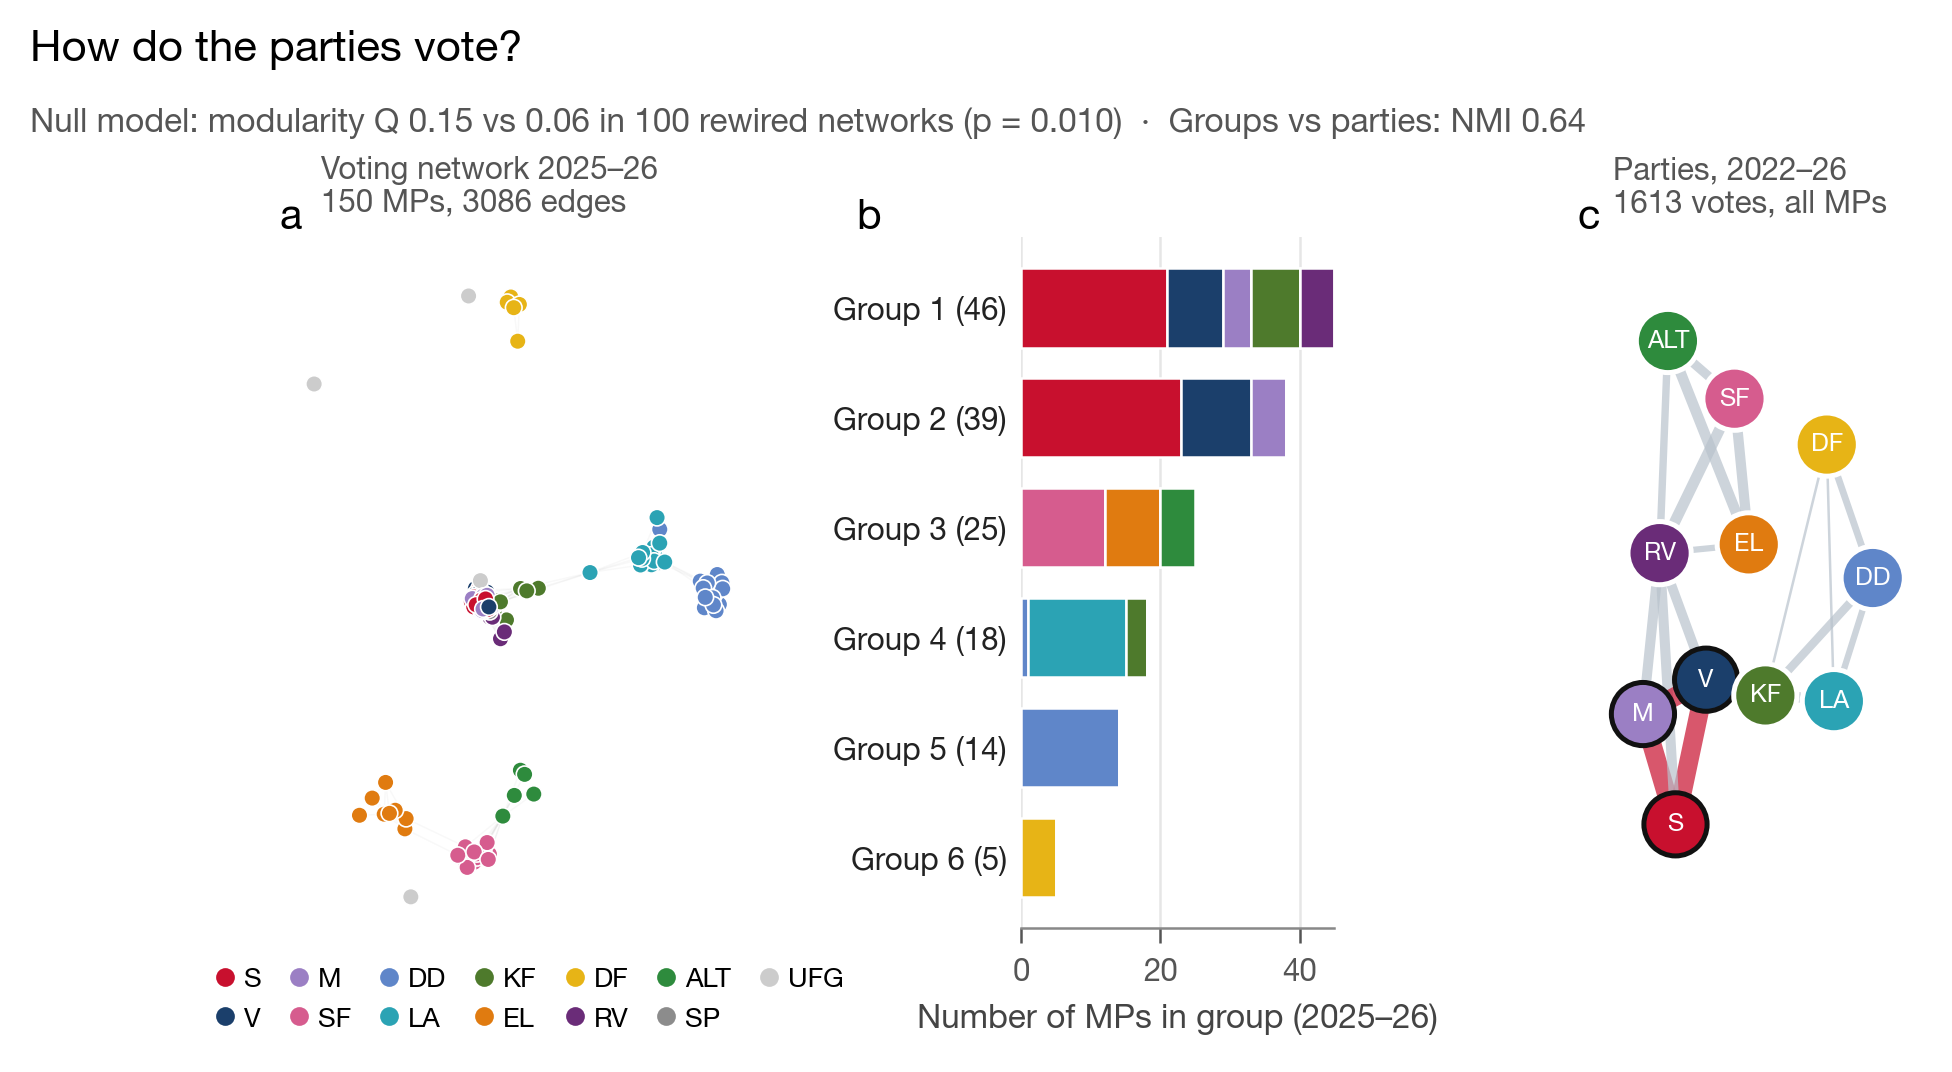 How do the parties vote?
Null model: modularity Q 0.15 vs 0.06 in 100 rewired networks (p = 0.010) · Groups vs parties: NMI 0.64
Voting network 2025–26
150 MPs, 3086 edges
a
b
Group 1 (46)
Group 2 (39)
Group 3 (25)
Group 4 (18)
Group 5 (14)
Group 6 (5)
0 20 40
Number of MPs in group (2025–26)
Parties, 2022–26
1613 votes, all MPs
c
ALT
SF
DF
RV
EL
DD
V
KF
LA
M
S
S M DD KF DF ALT UFG
V SF LA EL RV SP